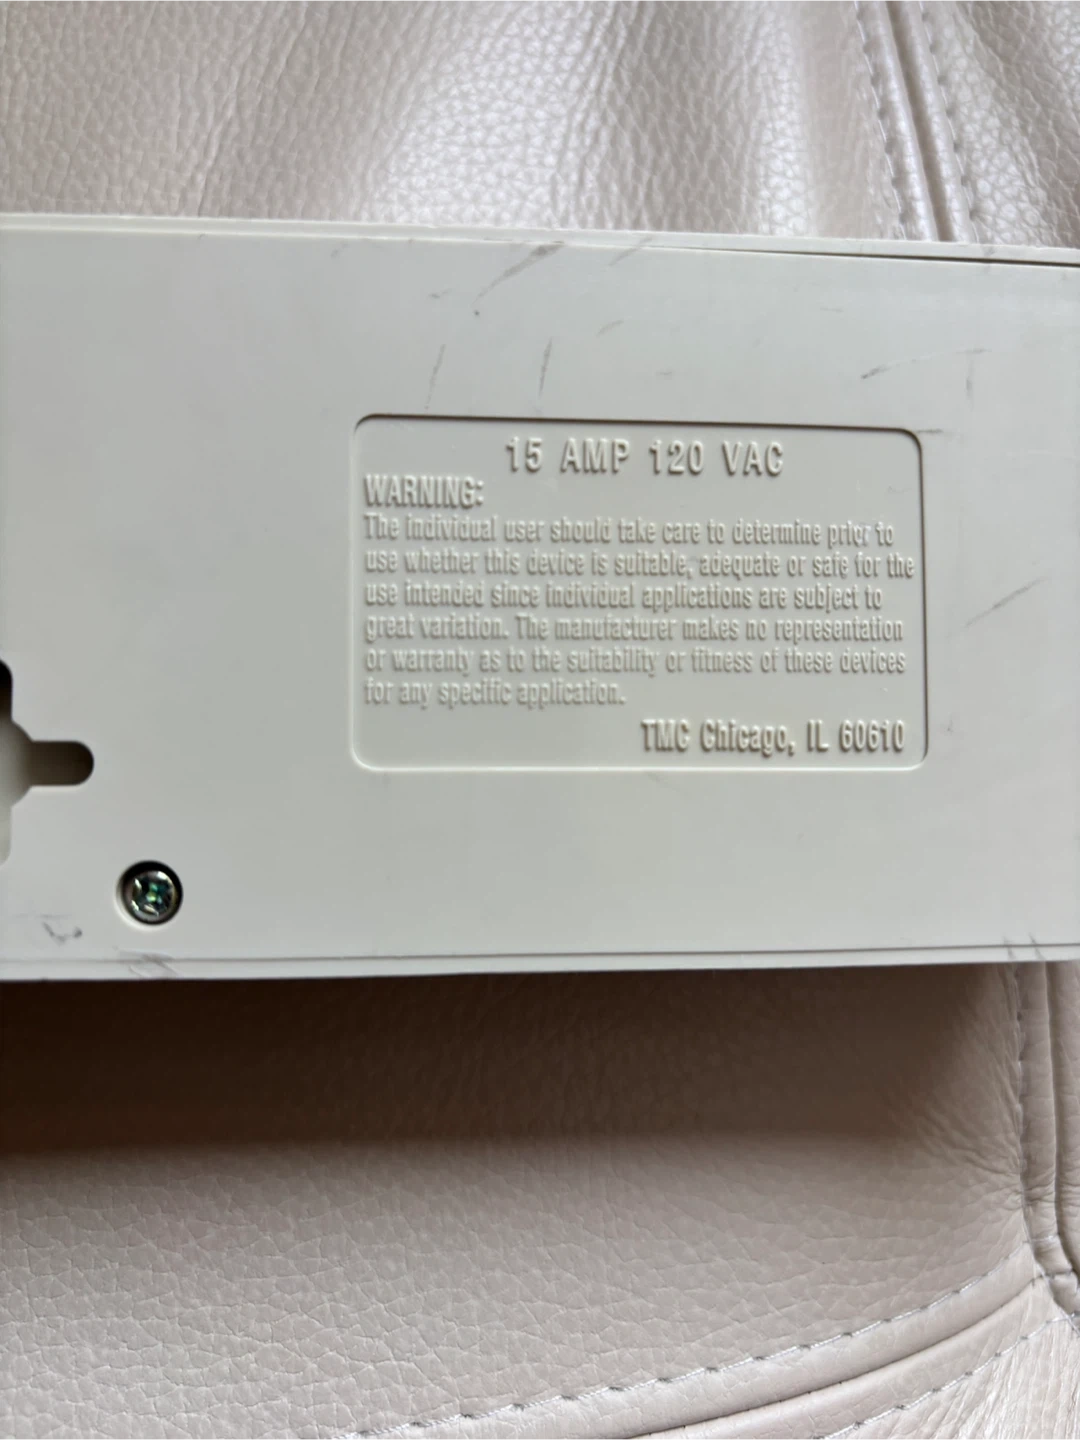 15 AMP 120 VAC
WARNING:
The individual user should take care to determine prior to
use whether this device is suitable, adequate or safe for the
use intended since individual applications are subject to
great variation. The manufacturer makes no representation
or warranty as to the suitability or fitness of these devices
for any specific application.
TMC Chicago, IL 60610